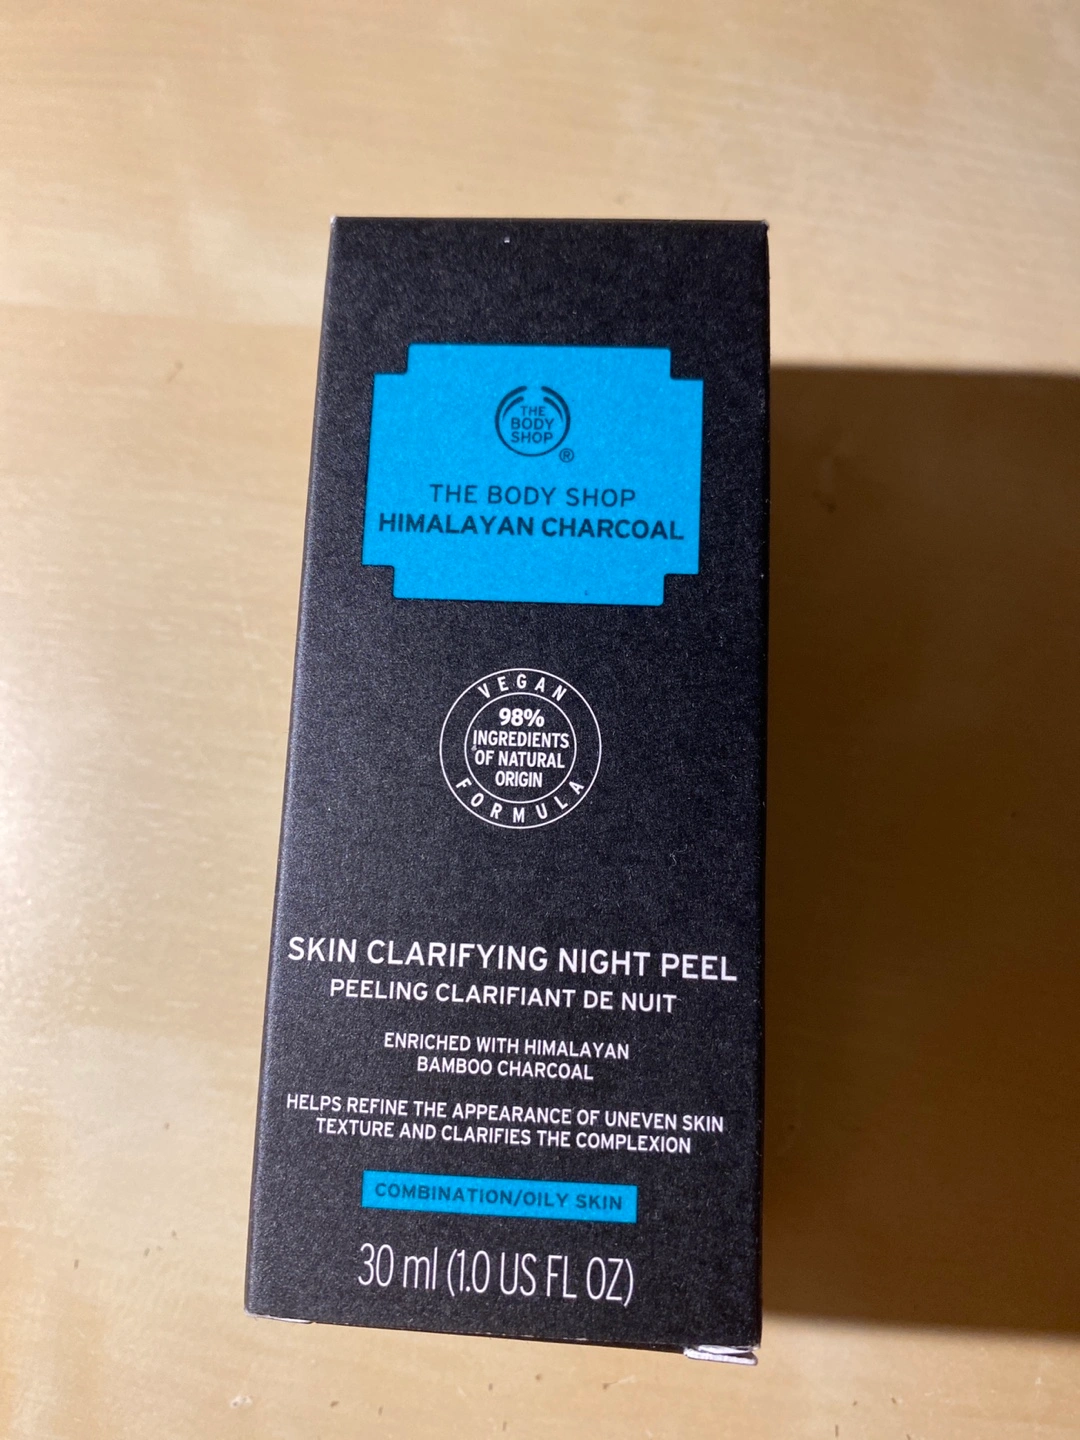 THE
BODY
SHOP
®
THE BODY SHOP
HIMALAYAN CHARCOAL
VEGAN
98%
INGREDIENTS
OF NATURAL
ORIGIN
FORMULA
SKIN CLARIFYING NIGHT PEEL
PEELING CLARIFIANT DE NUIT
ENRICHED WITH HIMALAYAN
BAMBOO CHARCOAL
HELPS REFINE THE APPEARANCE OF UNEVEN SKIN
TEXTURE AND CLARIFIES THE COMPLEXION
COMBINATION/OILY SKIN
30 ml (1.0 US FL OZ)